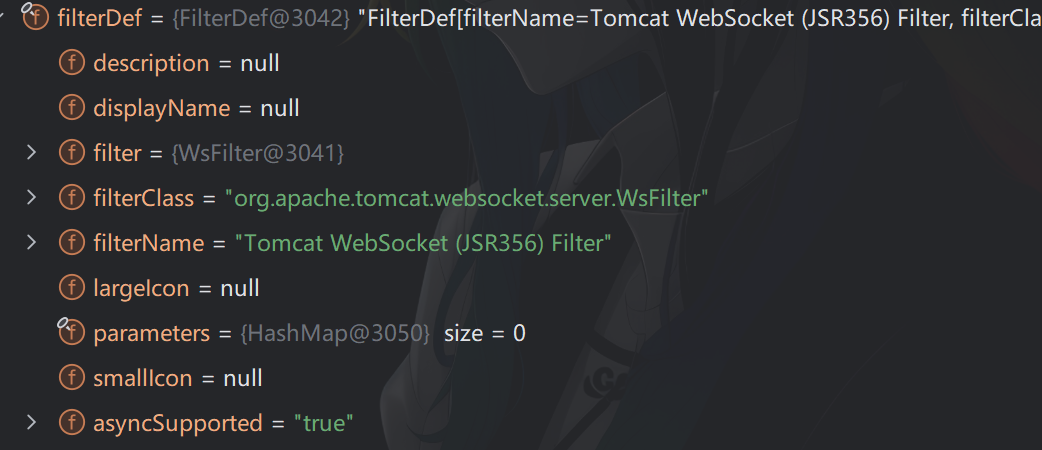 filterDef = {FilterDef@3042} "FilterDef[filterName=Tomcat WebSocket (JSR356) Filter, filterCla
description = null
displayName = null
filter = {WsFilter@3041}
filterClass = "org.apache.tomcat.websocket.server.WsFilter"
filterName = "Tomcat WebSocket (JSR356) Filter"
largeIcon = null
parameters = {HashMap@3050} size = 0
smallIcon = null
asyncSupported = "true"